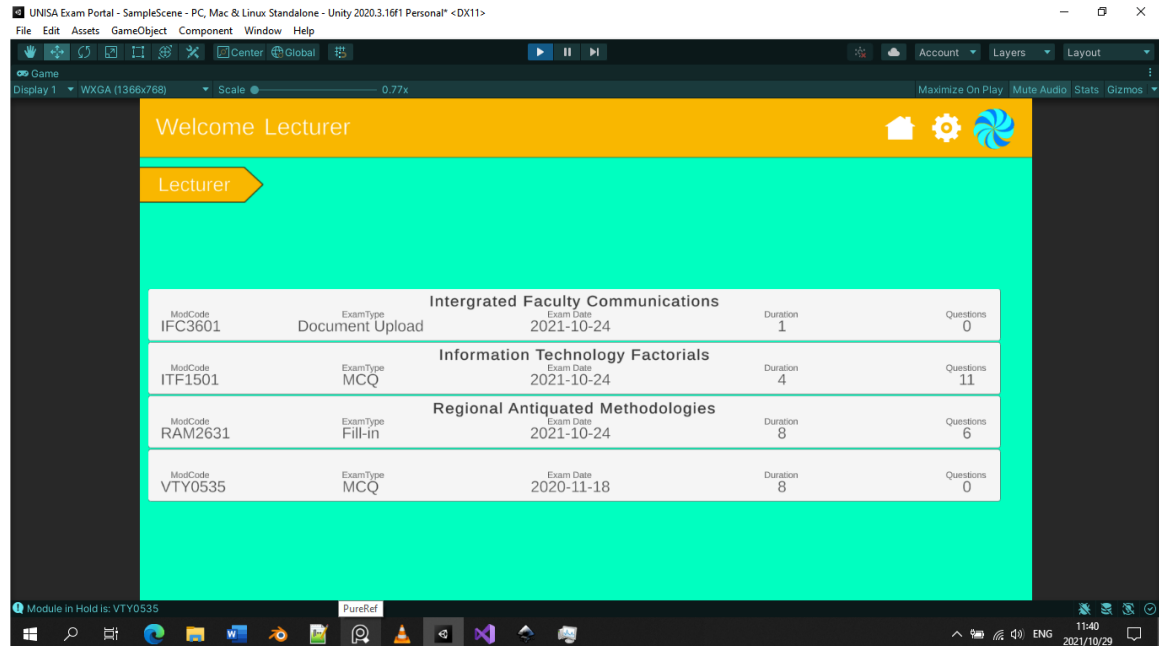 UNISA Exam Portal - SampleScene - PC, Mac & Linux Standalone - Unity 2020.3.16f1 Personal* <DX11>
File Edit Assets GameObject Component Window Help
Center Global Account Layers Layout
Game
Display 1 WXGA (1366x768) Scale 0.77x Maximize On Play Mute Audio Stats Gizmos
Welcome Lecturer
Lecturer
Intergrated Faculty Communications
ModCode ExamType Exam Date Duration Questions
IFC3601 Document Upload 2021-10-24 1 0
Information Technology Factorials
ModCode ExamType Exam Date Duration Questions
ITF1501 MCQ 2021-10-24 4 11
Regional Antiquated Methodologies
ModCode ExamType Exam Date Duration Questions
RAM2631 Fill-in 2021-10-24 8 6
ModCode ExamType Exam Date Duration Questions
VTY0535 MCQ 2020-11-18 8 0
Module in Hold is: VTY0535
PureRef
ENG
11:40
2021/10/29